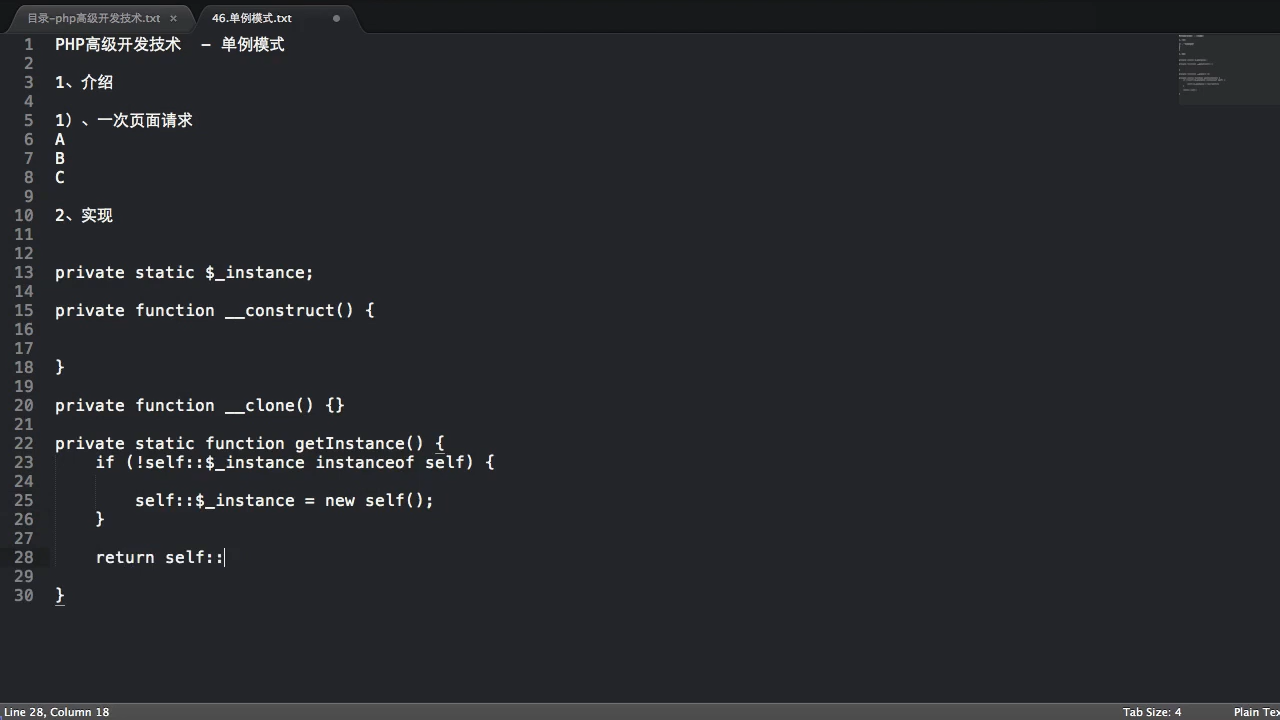 目录-php高级开发技术.txt ×
46.单例模式.txt
1 PHP高级开发技术 - 单例模式
2
3 1、介绍
4
5 1）、一次页面请求
6 A
7 B
8 C
9
10 2、实现
11
12
13 private static $_instance;
14
15 private function __construct() {
16
17
18 }
19
20 private function __clone() {}
21
22 private static function getInstance() {
23 if (!self::$_instance instanceof self) {
24
25 self::$_instance = new self();
26 }
27
28 return self::
29
30 }
Line 28, Column 18
Tab Size: 4
Plain Tex